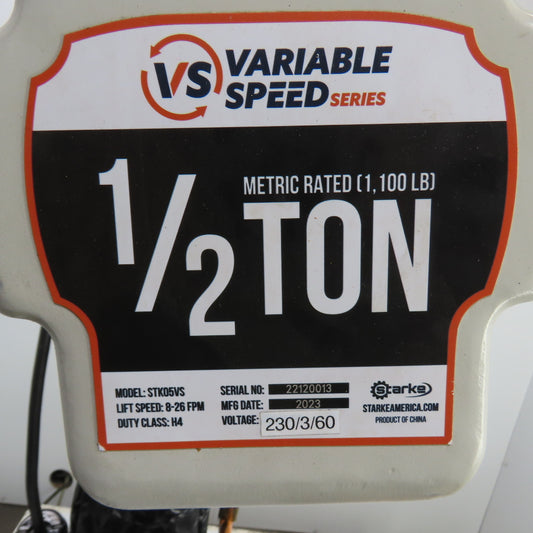 VS VARIABLE
SPEED SERIES
METRIC RATED (1,100 LB)
1/2 TON
MODEL: STK05VS
LIFT SPEED: 8-26 FPM
DUTY CLASS: H4
SERIAL NO: 22120013
MFG DATE: 2023
VOLTAGE: 230/3/60
starke
STARKEAMERICA.COM
PRODUCT OF CHINA